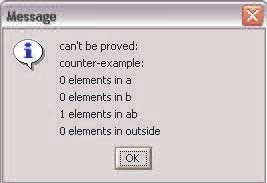 Message
can't be proved:
counter-example:
0 elements in a
0 elements in b
1 elements in ab
0 elements in outside
OK